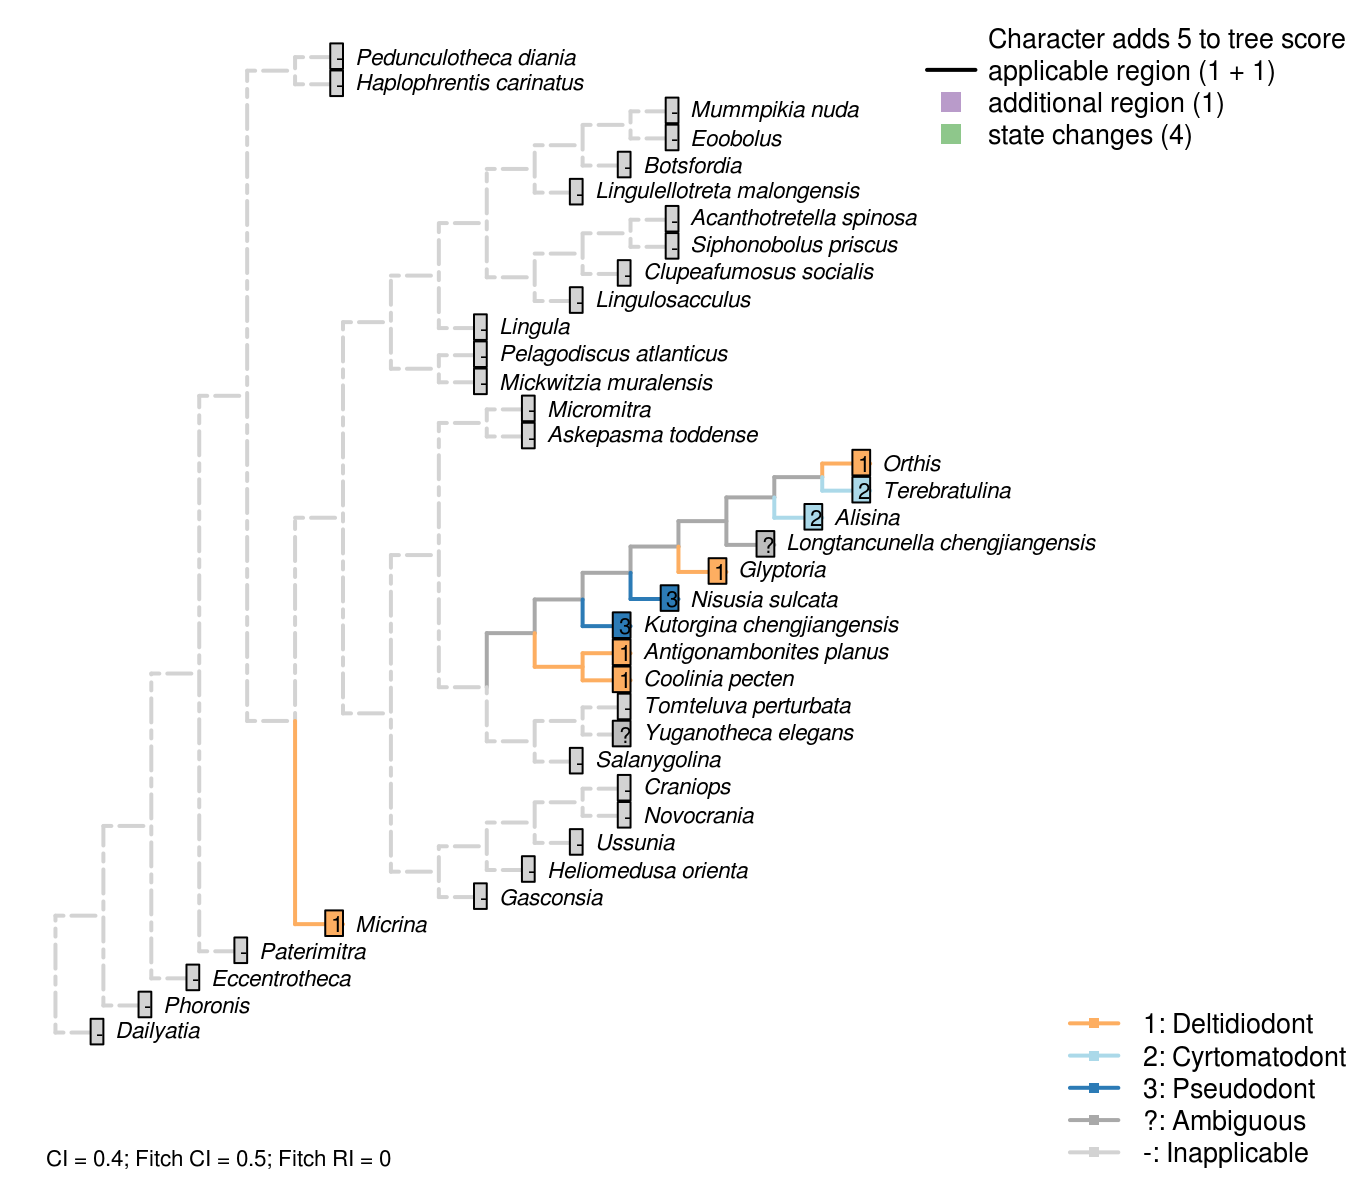 Character adds 5 to tree score
applicable region (1 + 1)
additional region (1)
state changes (4)
- Pedunculotheca diania
- Haplophrentis carinatus
- Mummpikia nuda
- Eoobolus
- Botsfordia
- Lingulellotreta malongensis
- Acanthotretella spinosa
- Siphonobolus priscus
- Clupeafumosus socialis
- Lingulosacculus
- Lingula
- Pelagodiscus atlanticus
- Mickwitzia muralensis
- Micromitra
- Askepasma toddense
1 Orthis
2 Terebratulina
2 Alisina
? Longtancunella chengjiangensis
1 Glyptoria
3 Nisusia sulcata
3 Kutorgina chengjiangensis
1 Antigonambonites planus
1 Coolinia pecten
- Tomteluva perturbata
? Yuganotheca elegans
- Salanygolina
- Craniops
- Novocrania
- Ussunia
- Heliomedusa orienta
- Gasconsia
1 Micrina
- Paterimitra
- Eccentrotheca
- Phoronis
- Dailyatia
1: Deltidiodont
2: Cyrtomatodont
3: Pseudodont
?: Ambiguous
-: Inapplicable
CI = 0.4; Fitch CI = 0.5; Fitch RI = 0